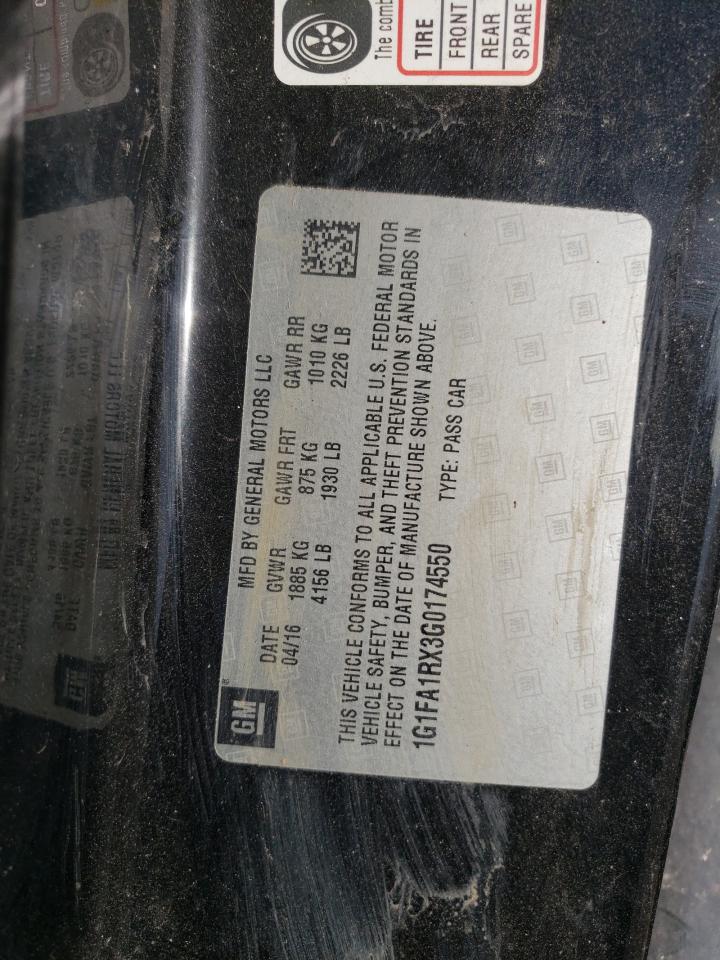 The comb
TIRE
FRONT
REAR
SPARE
GM
MFD BY GENERAL MOTORS LLC
DATE GVWR GAWR FRT GAWR RR
04/16 1885 KG 875 KG 1010 KG
4156 LB 1930 LB 2226 LB
THIS VEHICLE CONFORMS TO ALL APPLICABLE U.S. FEDERAL MOTOR
VEHICLE SAFETY, BUMPER, AND THEFT PREVENTION STANDARDS IN
EFFECT ON THE DATE OF MANUFACTURE SHOWN ABOVE.
1G1FA1RX3G0174550 TYPE: PASS CAR